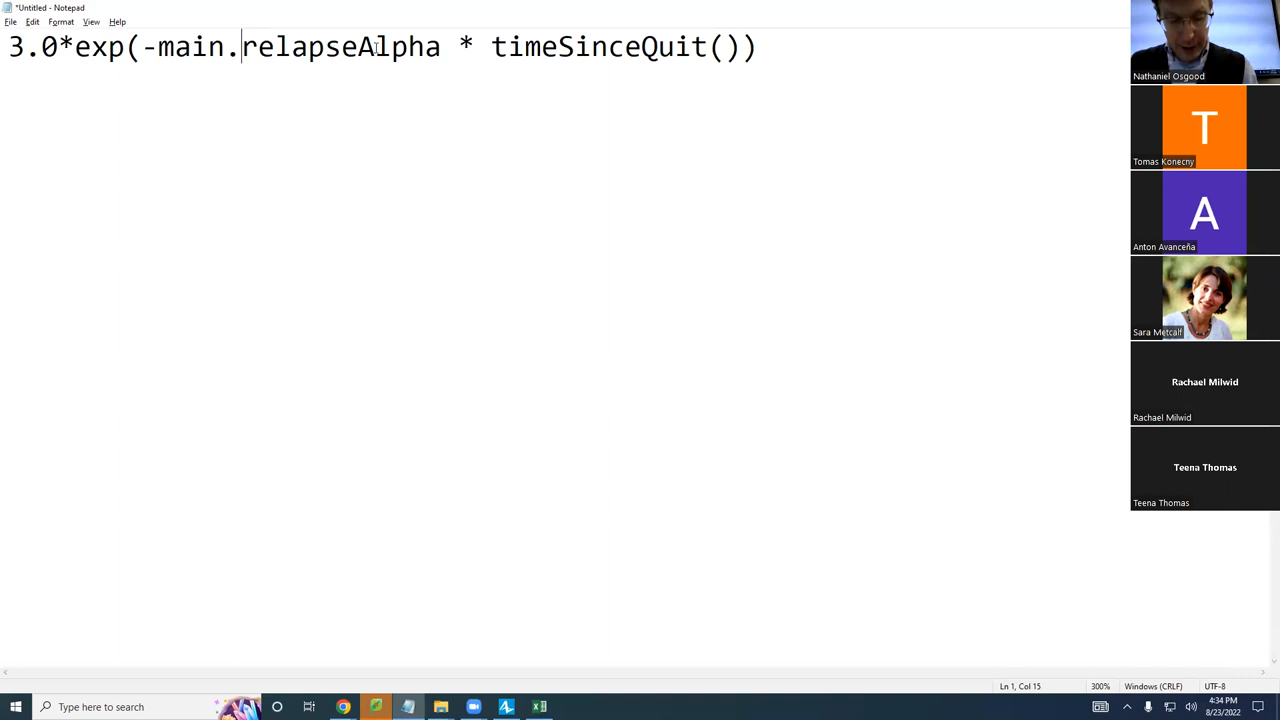 *Untitled - Notepad
File Edit Format View Help
3.0*exp(-main.relapseAlpha * timeSinceQuit())
Nathaniel Osgood
T
Tomas Konecny
A
Anton Avanceña
Sara Metcalf
Rachael Milwid
Rachael Milwid
Teena Thomas
Teena Thomas
Ln 1, Col 15
300%
Windows (CRLF)
UTF-8
Type here to search
4:34 PM
8/23/2022